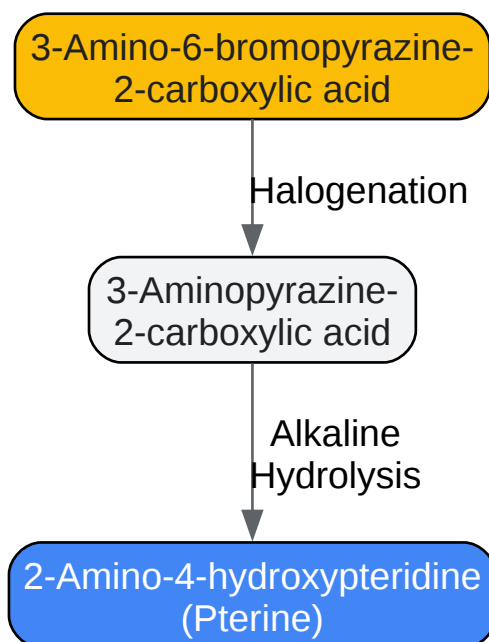 3-Amino-6-bromopyrazine-
2-carboxylic acid
Halogenation
3-Aminopyrazine-
2-carboxylic acid
Alkaline
Hydrolysis
2-Amino-4-hydroxypteridine
(Pterine)